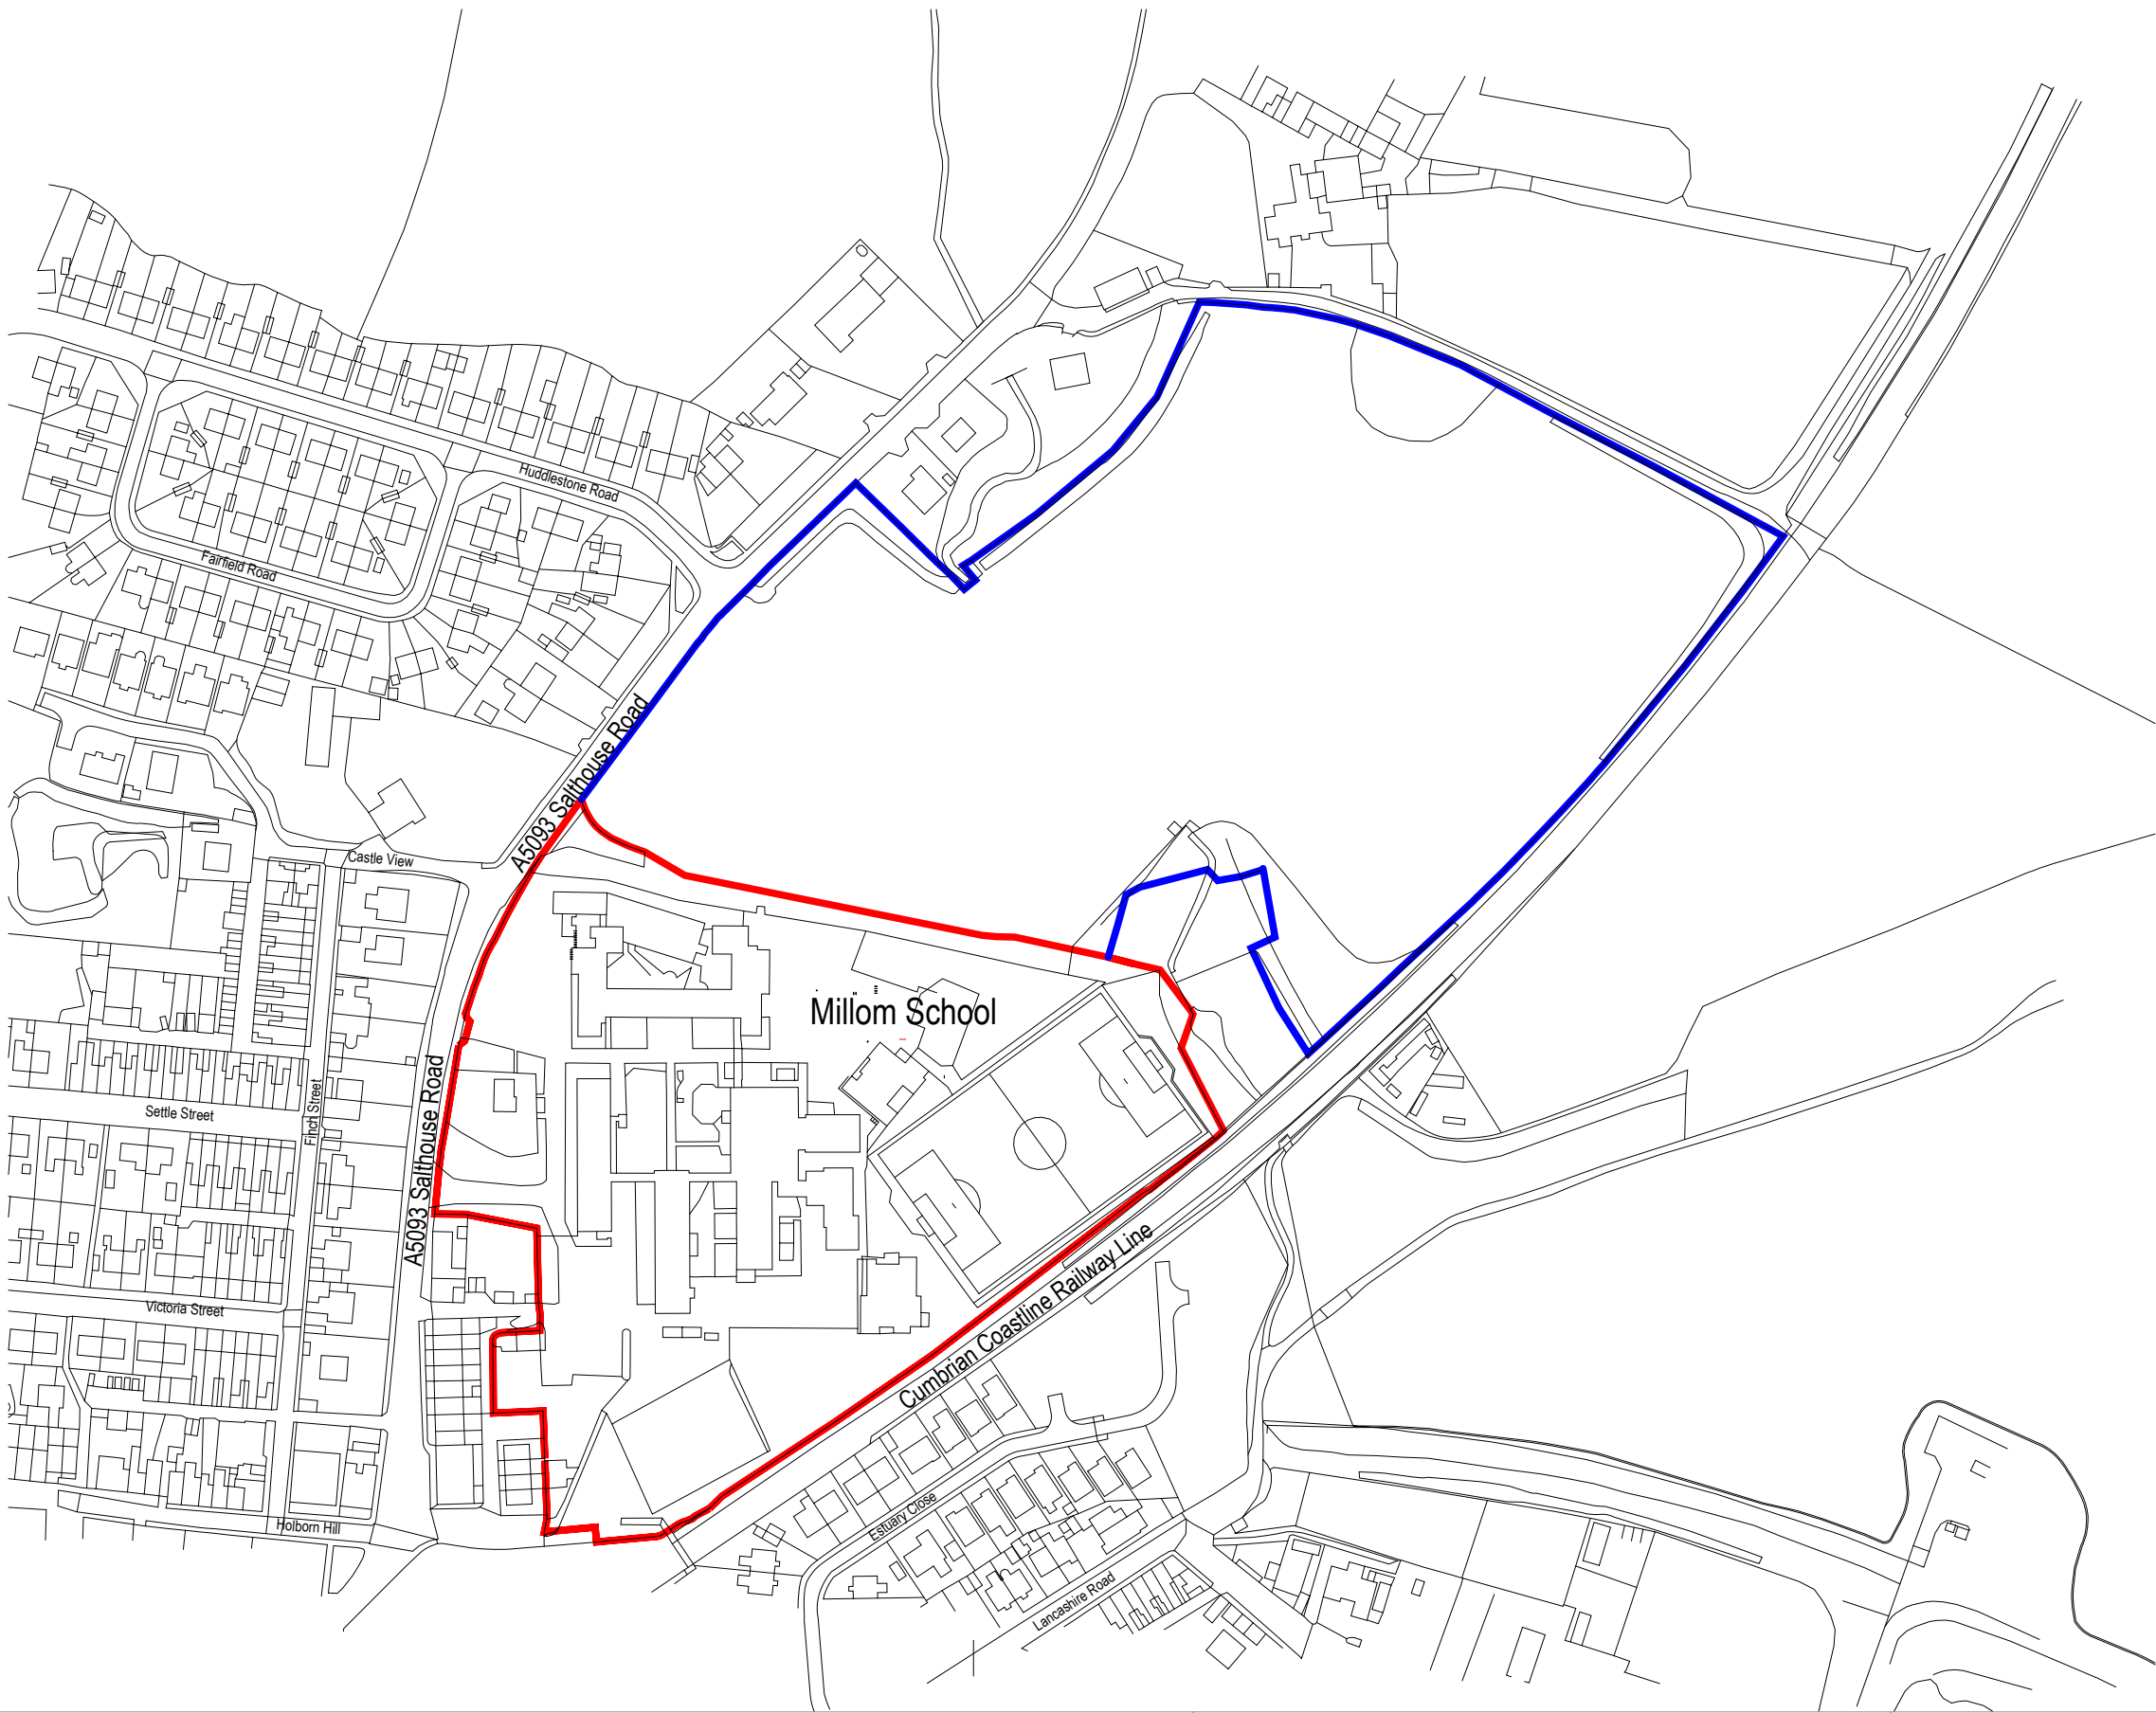 Huddlestone Road
Fairfield Road
A5093 Salthouse Road
Castle View
Millom School
A5093 Salthouse Road
Finch Street
Settle Street
Victoria Street
Cumbrian Coastline Railway Line
Holborn Hill
Estuary Close
Lancashire Road